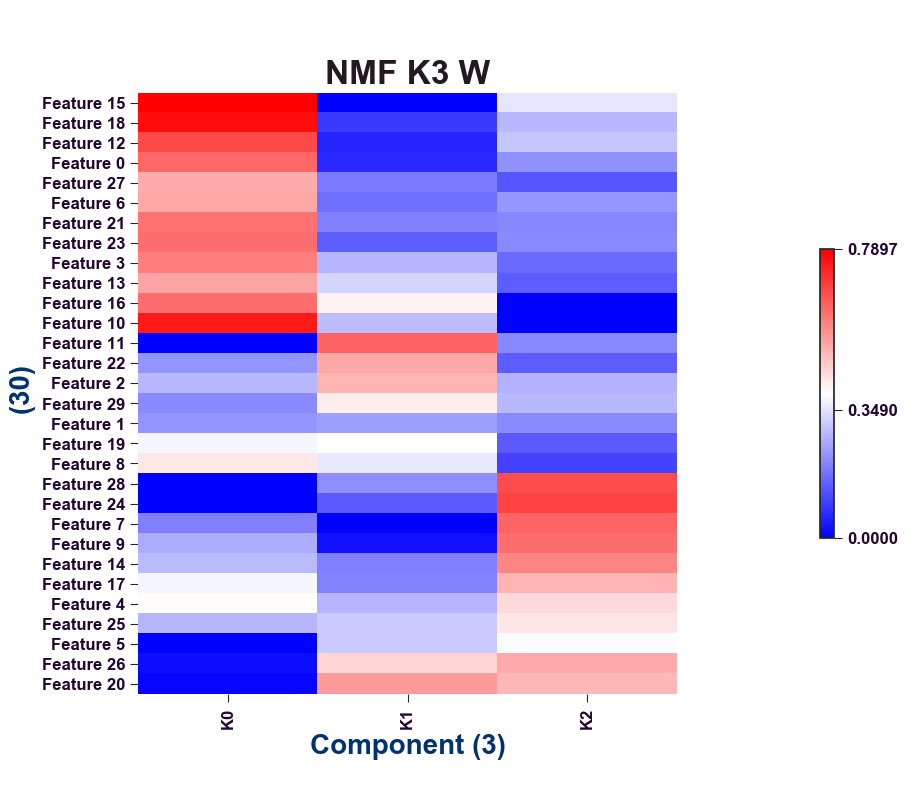 NMF K3 W
Feature 15
Feature 18
Feature 12
Feature 0
Feature 27
Feature 6
Feature 21
Feature 23
Feature 3
Feature 13
Feature 16
Feature 10
Feature 11
Feature 22
Feature 2
Feature 29
Feature 1
Feature 19
Feature 8
Feature 28
Feature 24
Feature 7
Feature 9
Feature 14
Feature 17
Feature 4
Feature 25
Feature 5
Feature 26
Feature 20
(30)
K0
K1
K2
Component (3)
0.7897
0.3490
0.0000